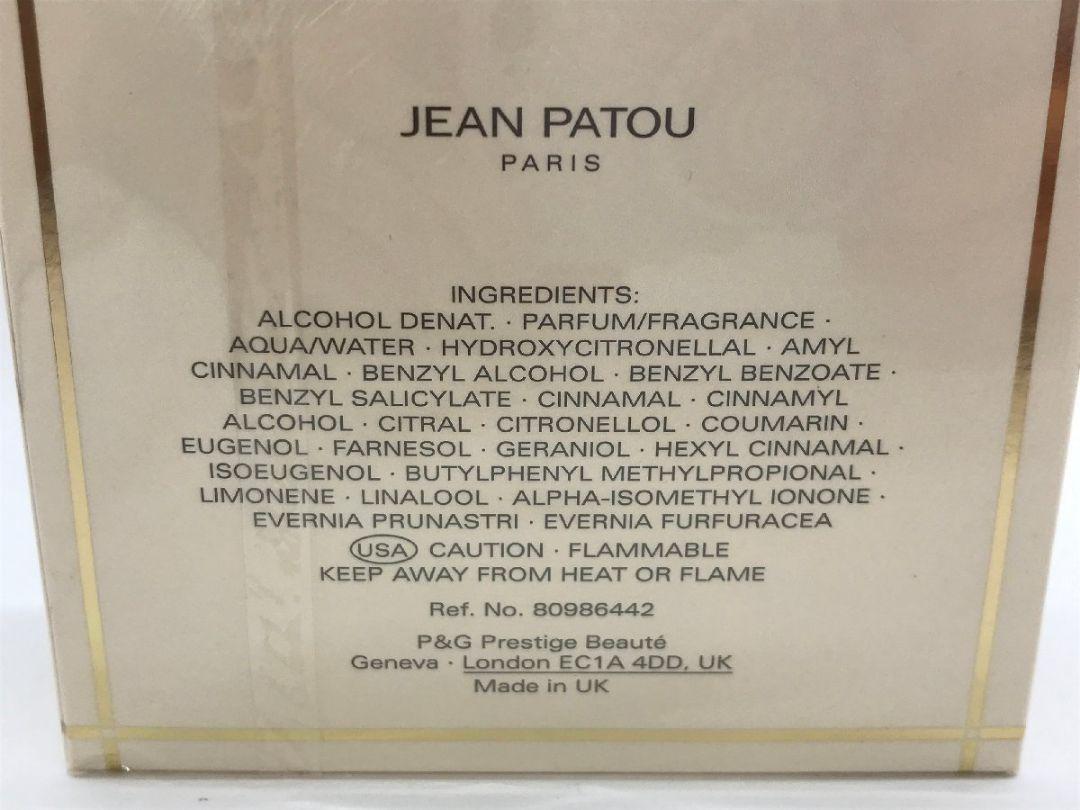 JEAN PATOU
PARIS
INGREDIENTS:
ALCOHOL DENAT. · PARFUM/FRAGRANCE ·
AQUA/WATER · HYDROXYCITRONELLAL · AMYL
CINNAMAL · BENZYL ALCOHOL · BENZYL BENZOATE ·
BENZYL SALICYLATE · CINNAMAL · CINNAMYL
ALCOHOL · CITRAL · CITRONELLOL · COUMARIN ·
EUGENOL · FARNESOL · GERANIOL · HEXYL CINNAMAL ·
ISOEUGENOL · BUTYLPHENYL METHYLPROPIONAL ·
LIMONENE · LINALOOL · ALPHA-ISOMETHYL IONONE ·
EVERNIA PRUNASTRI · EVERNIA FURFURACEA
USA CAUTION · FLAMMABLE
KEEP AWAY FROM HEAT OR FLAME
Ref. No. 80986442
P&G Prestige Beauté
Geneva · London EC1A 4DD, UK
Made in UK